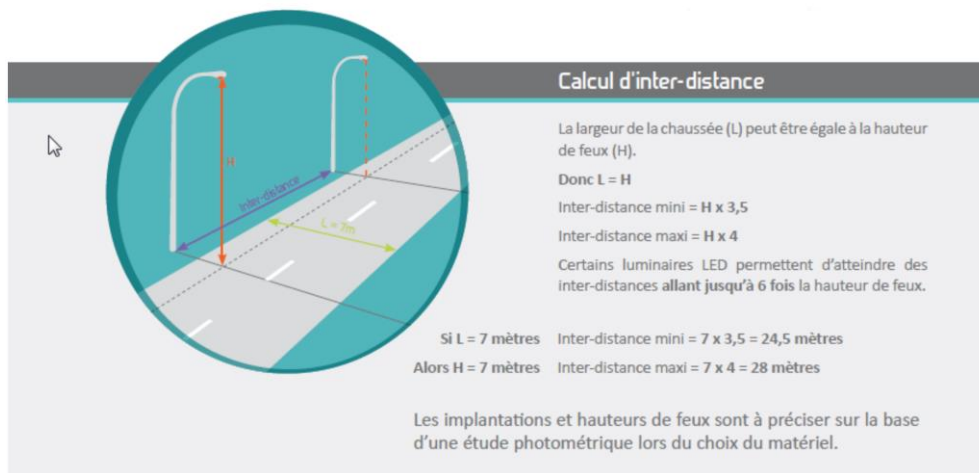 Calcul d'inter-distance
La largeur de la chaussée (L) peut être égale à la hauteur
de feux (H).
Donc L = H
Inter-distance mini = H x 3,5
Inter-distance maxi = H x 4
Certains luminaires LED permettent d'atteindre des
inter-distances allant jusqu'à 6 fois la hauteur de feux.
H
Inter-distance
L = 7m
Si L = 7 mètres Inter-distance mini = 7 x 3,5 = 24,5 mètres
Alors H = 7 mètres Inter-distance maxi = 7 x 4 = 28 mètres
Les implantations et hauteurs de feux sont à préciser sur la base
d'une étude photométrique lors du choix du matériel.